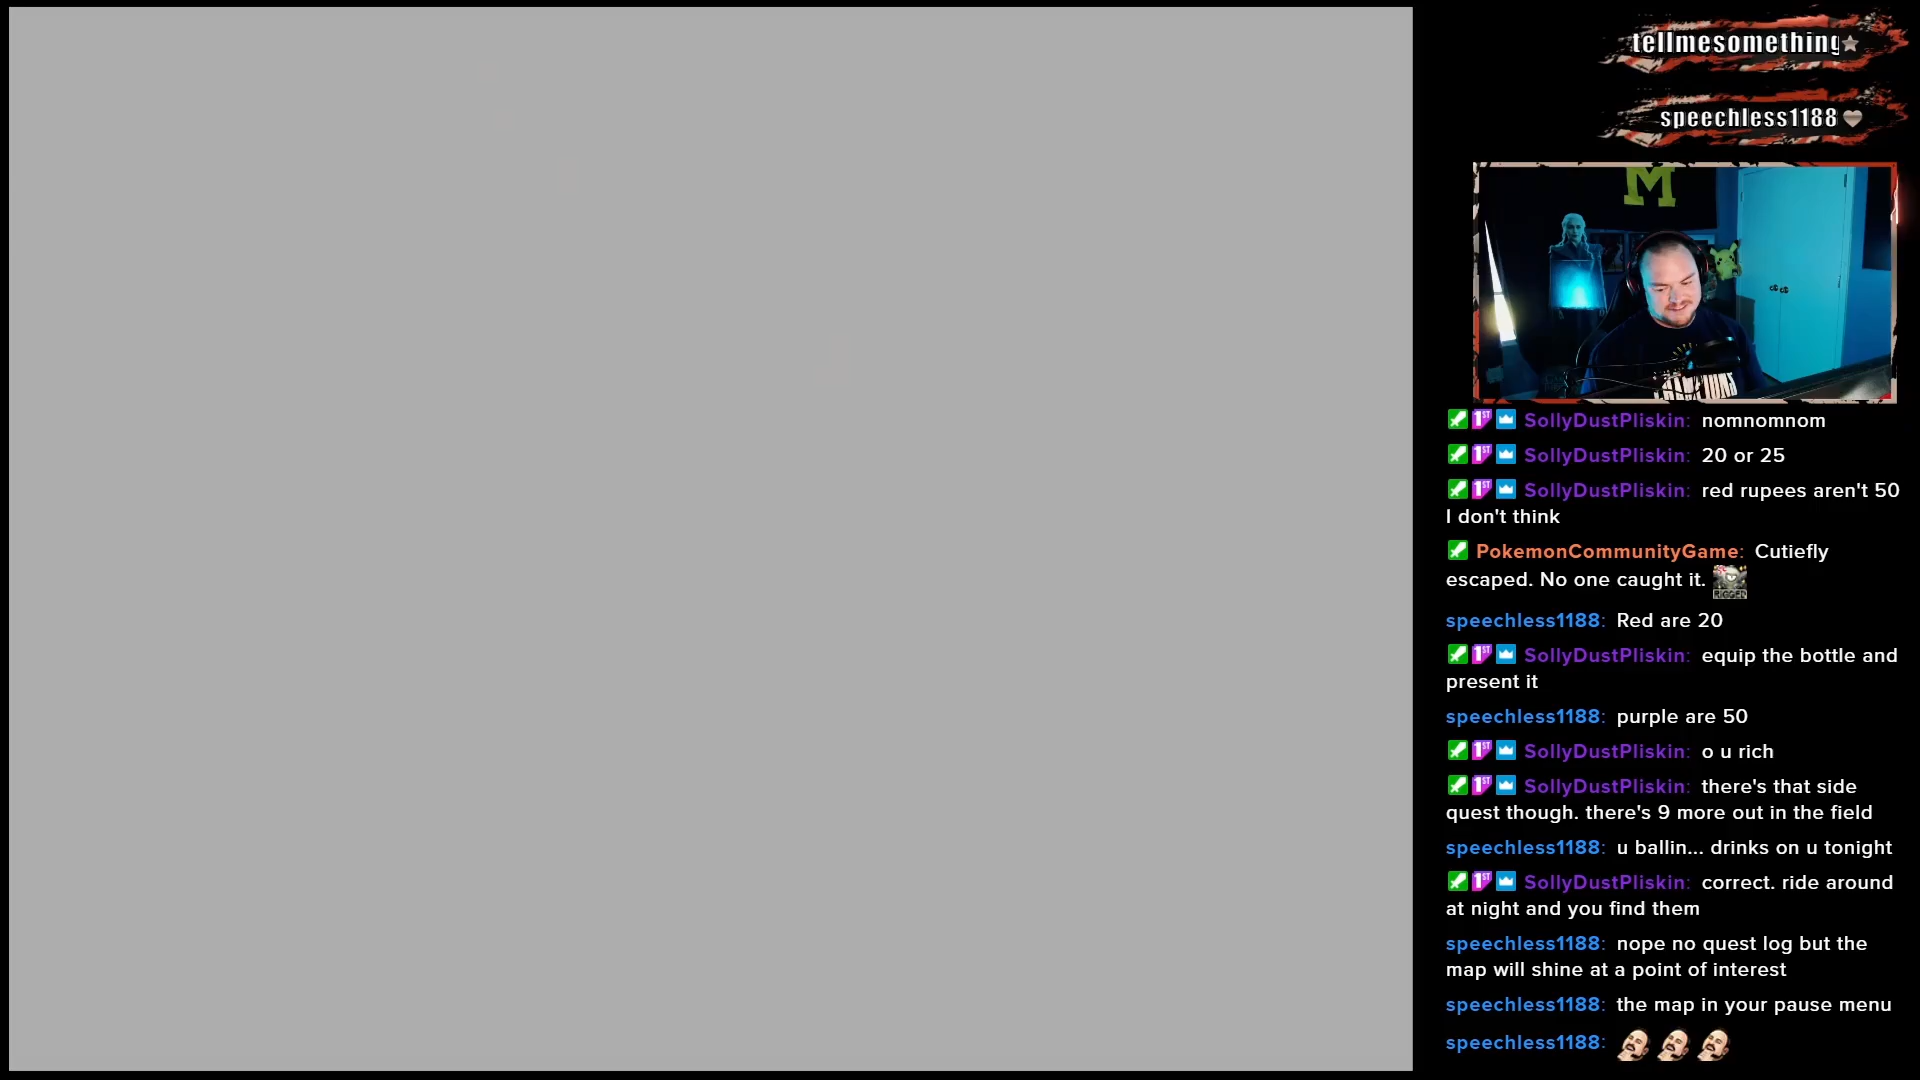 tellmesomething
speechless1188
M
SollyDustPliskin: nomnomnom
SollyDustPliskin: 20 or 25
SollyDustPliskin: red rupees aren't 50
I don't think
PokemonCommunityGame: Cutiefly
escaped. No one caught it. RIGGED
speechless1188: Red are 20
SollyDustPliskin: equip the bottle and
present it
speechless1188: purple are 50
SollyDustPliskin: o u rich
SollyDustPliskin: there's that side
quest though. there's 9 more out in the field
speechless1188: u ballin... drinks on u tonight
SollyDustPliskin: correct. ride around
at night and you find them
speechless1188: nope no quest log but the
map will shine at a point of interest
speechless1188: the map in your pause menu
speechless1188: